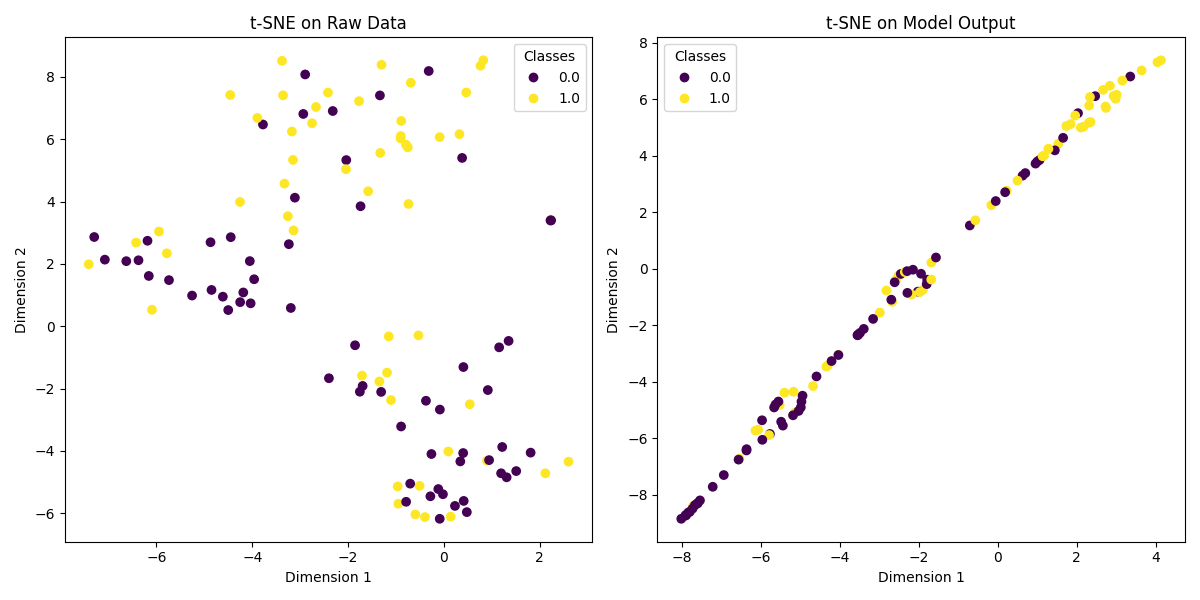 t-SNE on Raw Data
Classes
0.0
1.0
8
6
4
2
0
−2
−4
−6
Dimension 2
−6 −4 −2 0 2
Dimension 1
t-SNE on Model Output
Classes
0.0
1.0
8
6
4
2
0
−2
−4
−6
−8
Dimension 2
−8 −6 −4 −2 0 2 4
Dimension 1